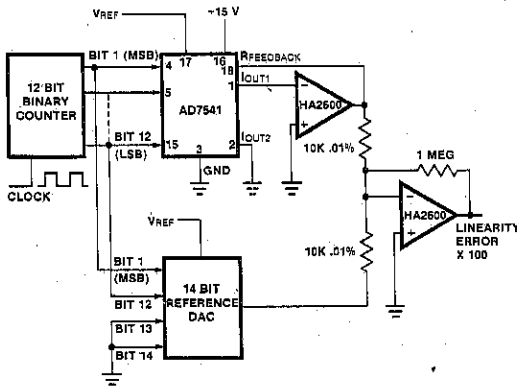 VREF
+15 V
BIT 1 (MSB)
RFEEDBACK
17
16
4
18
12 BIT
BINARY
COUNTER
5
AD7541
1
IOUT1
HA2600
BIT 12
(LSB)
15
3
2
IOUT2
10K .01%
1 MEG
GND
CLOCK
HA2600
LINEARITY
ERROR
X 100
VREF
10K .01%
BIT 1
(MSB)
14 BIT
REFERENCE
DAC
BIT 12
BIT 13
BIT 14